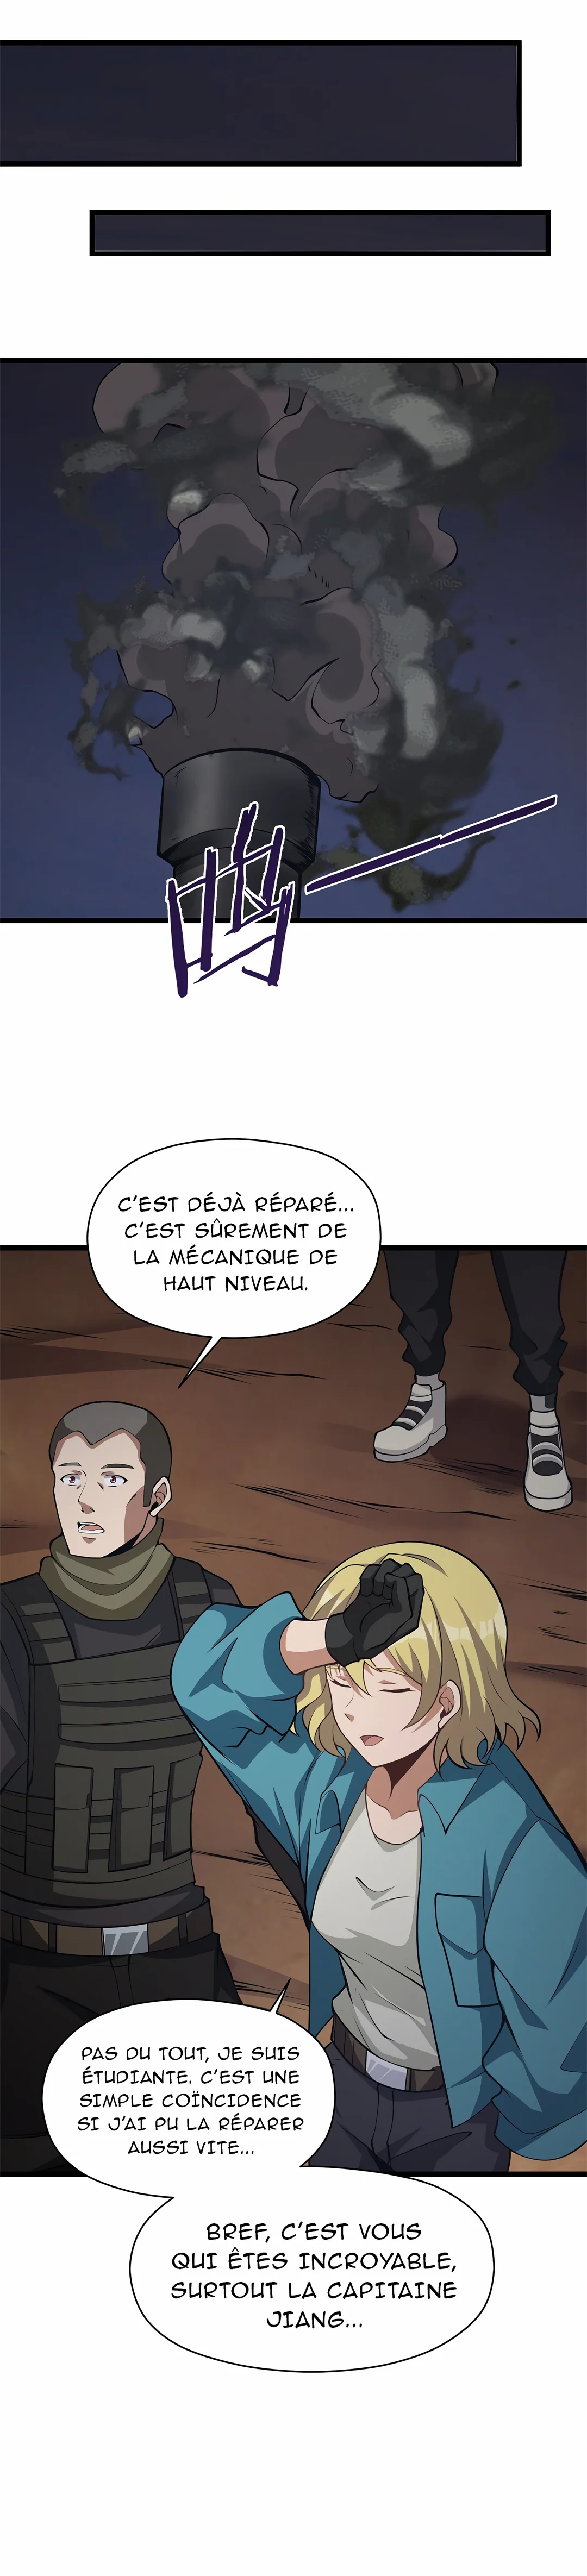 呜—
C'EST DÉJÀ RÉPARÉ...
C'EST SÛREMENT DE
LA MÉCANIQUE DE
HAUT NIVEAU.
PAS DU TOUT, JE SUIS
ÉTUDIANTE. C'EST UNE
SIMPLE COÏNCIDENCE
SI J'AI PU LA RÉPARER
AUSSI VITE...
BREF, C'EST VOUS
QUI ÊTES INCROYABLE,
SURTOUT LA CAPITAINE
JIANG...